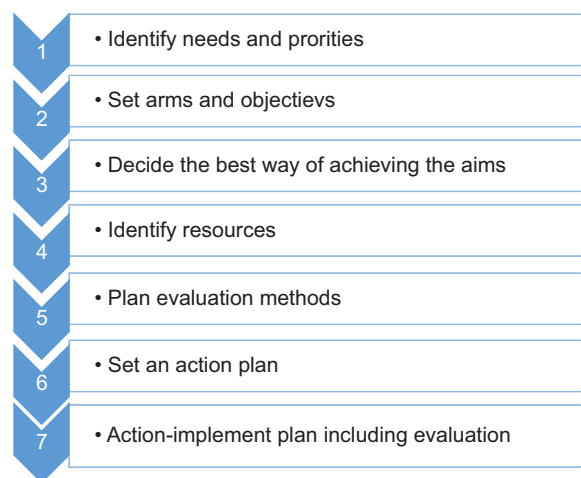 1
• Identify needs and prorities
2
• Set arms and objectievs
3
• Decide the best way of achieving the aims
4
• Identify resources
5
• Plan evaluation methods
6
• Set an action plan
7
• Action-implement plan including evaluation